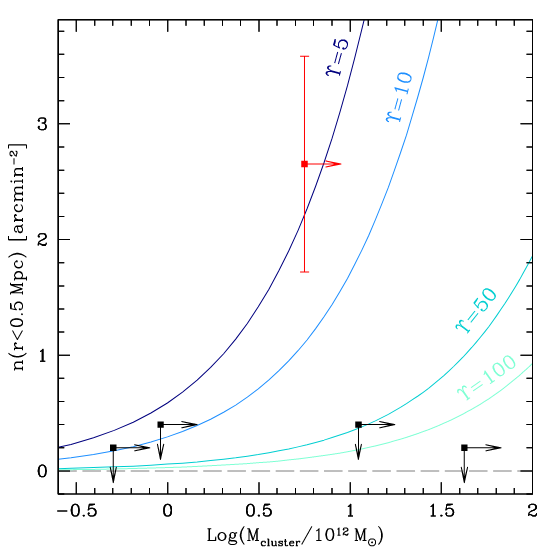 ϒ=5
ϒ=10
ϒ=50
ϒ=100
n(r<0.5 Mpc) [arcmin⁻²]
3
2
1
0
-0.5 0 0.5 1 1.5 2
Log(M_cluster/10¹² M_⊙)